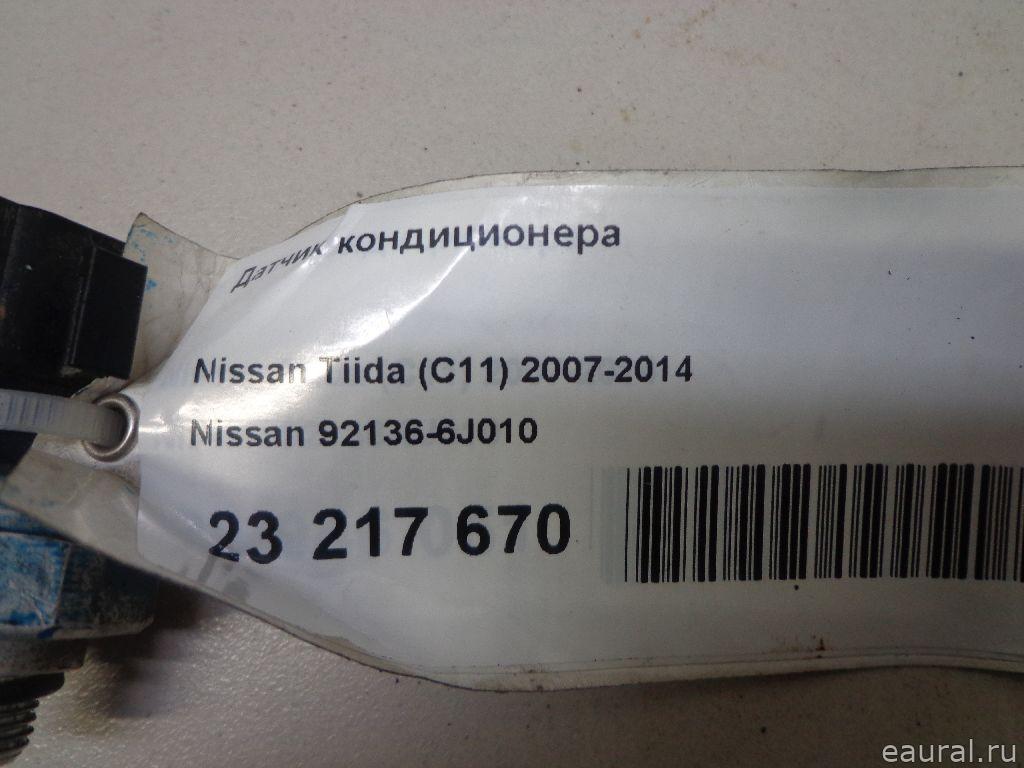 Датчик кондиционера
Nissan Tiida (C11) 2007-2014
Nissan 92136-6J010
23 217 670
eaural.ru